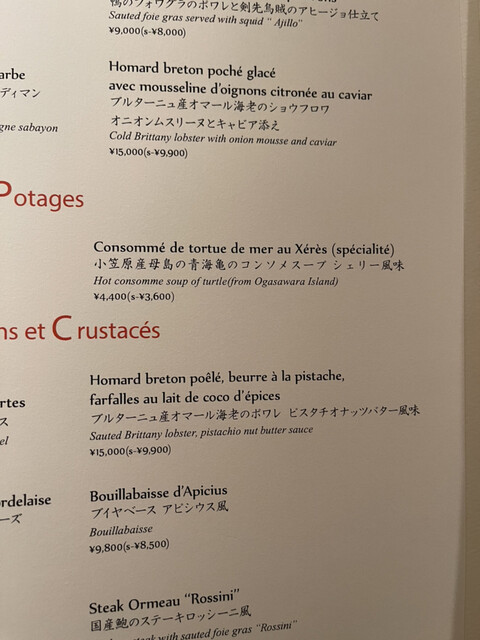 鴨のフォワグラのポワレと剣先烏賊のアヒージョ仕立て
Sauted foie gras served with squid " Ajillo"
¥9,000(s-¥8,000)
arbe
ディマン
gne sabayon
Homard breton poché glacé
avec mousseline d'oignons citronée au caviar
ブルターニュ産オマール海老のショウフロワ
オニオンムスリーヌとキャビア添え
Cold Brittany lobster with onion mousse and caviar
¥15,000(s-¥9,900)
Potages
Consommé de tortue de mer au Xérès (spécialité)
小笠原産母島の青海亀のコンソメスープ シェリー風味
Hot consomme soup of turtle(from Ogasawara Island)
¥4,400(s-¥3,600)
ns et Crustacés
Homard breton poêlé, beurre à la pistache,
farfalles au lait de coco d'épices
ブルターニュ産オマール海老のポワレ ピスタチオナッツバター風味
Sauted Brittany lobster, pistachio nut butter sauce
¥15,000(s-¥9,900)
rtes
ス
el
Bouillabaisse d'Apicius
ブイヤベース アピシウス風
Bouillabaisse
¥9,800(s-¥8,500)
ordelaise
ーズ
Steak Ormeau "Rossini"
国産鮑のステーキロッシーニ風
steak with sauted foie gras "Rossini"